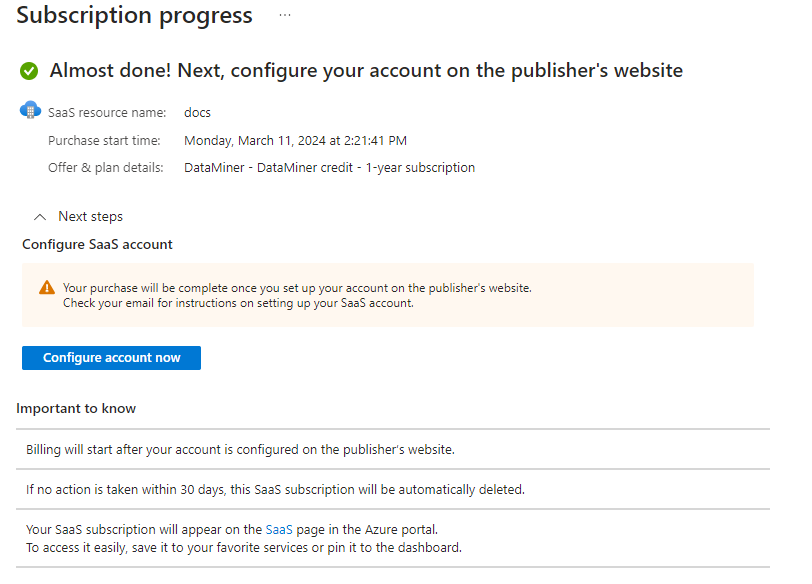 Subscription progress ...
Almost done! Next, configure your account on the publisher's website
SaaS resource name: docs
Purchase start time: Monday, March 11, 2024 at 2:21:41 PM
Offer & plan details: DataMiner - DataMiner credit - 1-year subscription
Next steps
Configure SaaS account
Your purchase will be complete once you set up your account on the publisher's website.
Check your email for instructions on setting up your SaaS account.
Configure account now
Important to know
Billing will start after your account is configured on the publisher's website.
If no action is taken within 30 days, this SaaS subscription will be automatically deleted.
Your SaaS subscription will appear on the SaaS page in the Azure portal.
To access it easily, save it to your favorite services or pin it to the dashboard.